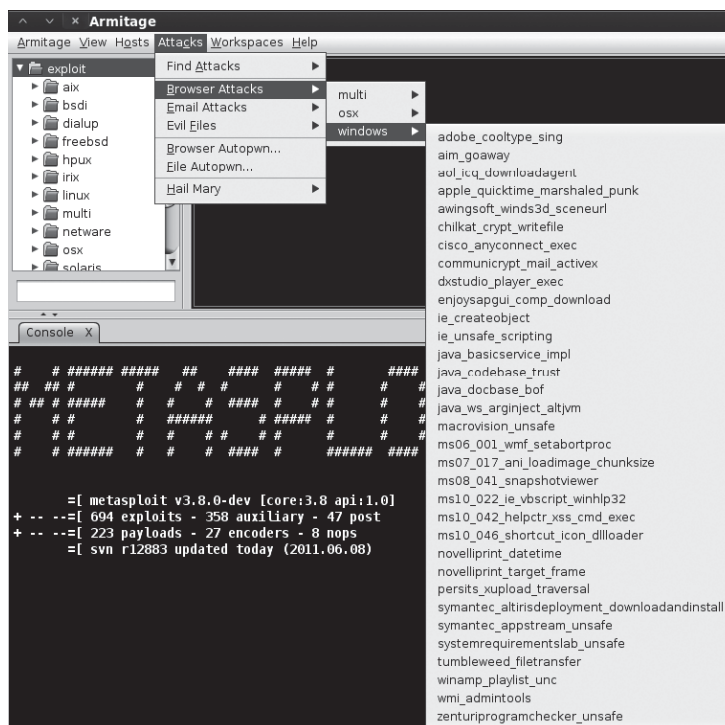 Armitage
Armitage View Hosts Attacks Workspaces Help
exploit
aix
bsdi
dialup
freebsd
hpux
irix
linux
multi
netware
osx
solaris
Find Attacks
Browser Attacks
Email Attacks
Evil Files
Browser Autopwn...
File Autopwn...
Hail Mary
multi
osx
windows
adobe_cooltype_sing
aim_goaway
aol_icq_downloadagent
apple_quicktime_marshaled_punk
awingsoft_winds3d_sceneurl
chilkat_crypt_writefile
cisco_anyconnect_exec
communicrypt_mail_activex
dxstudio_player_exec
enjoysapgui_comp_download
ie_createobject
ie_unsafe_scripting
java_basicservice_impl
java_codebase_trust
java_docbase_bof
java_ws_arginject_altjvm
macrovision_unsafe
ms06_001_wmf_setabortproc
ms07_017_ani_loadimage_chunksize
ms08_041_snapshotviewer
ms10_022_ie_vbscript_winhlp32
ms10_042_helpctr_xss_cmd_exec
ms10_046_shortcut_icon_dllloader
novelliprint_datetime
novelliprint_target_frame
persits_xupload_traversal
symantec_altirisdeployment_downloadandinstall
symantec_appstream_unsafe
systemrequirementslab_unsafe
tumbleweed_filetransfer
winamp_playlist_unc
wmi_admintools
zenturiprogramchecker_unsafe
Console X
METASPLO
=[ metasploit v3.8.0-dev [core:3.8 api:1.0]
+ -- --=[ 694 exploits - 358 auxiliary - 47 post
+ -- --=[ 223 payloads - 27 encoders - 8 nops
=[ svn r12883 updated today (2011.06.08)